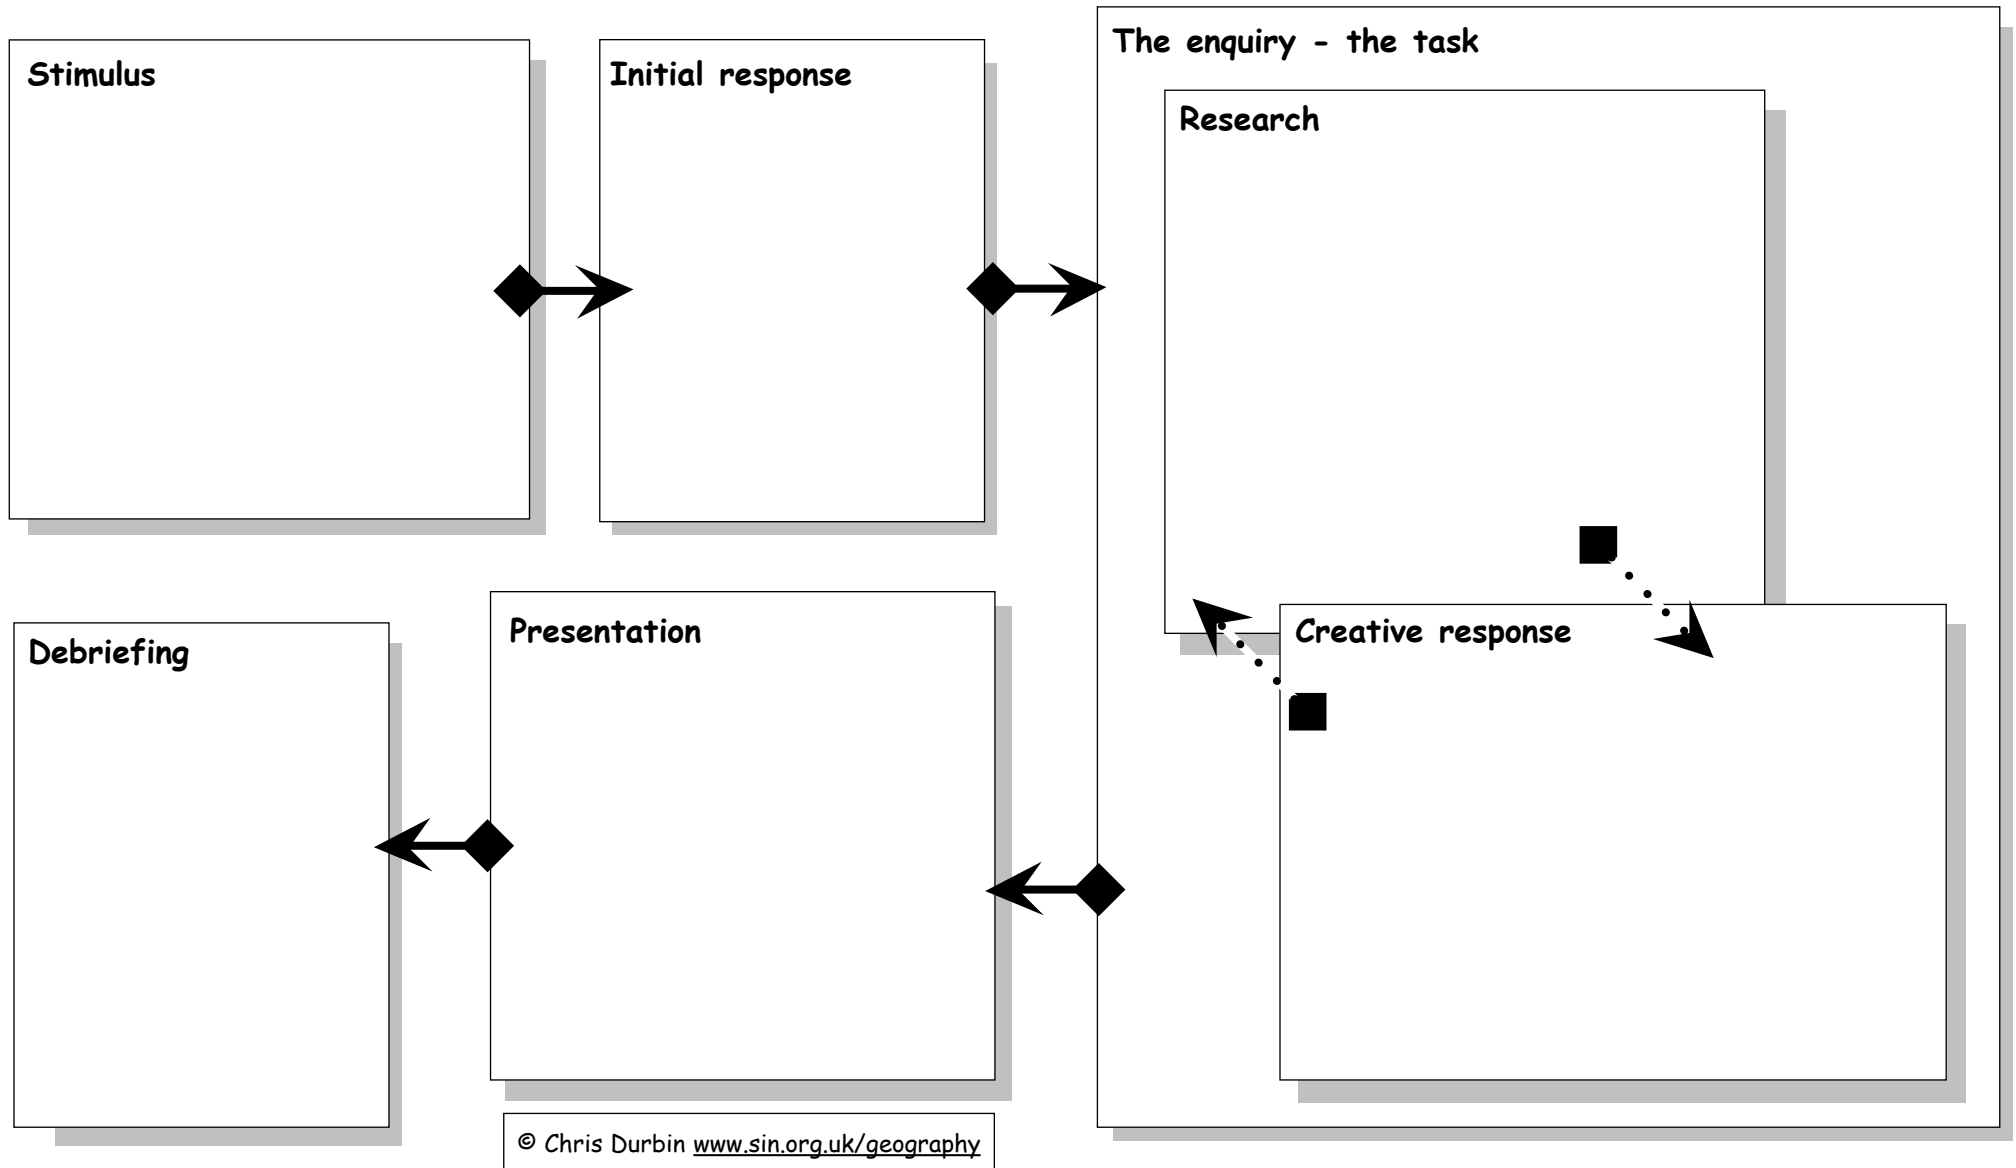 Stimulus
Initial response
The enquiry - the task
Research
Creative response
Presentation
Debriefing
© Chris Durbin www.sin.org.uk/geography